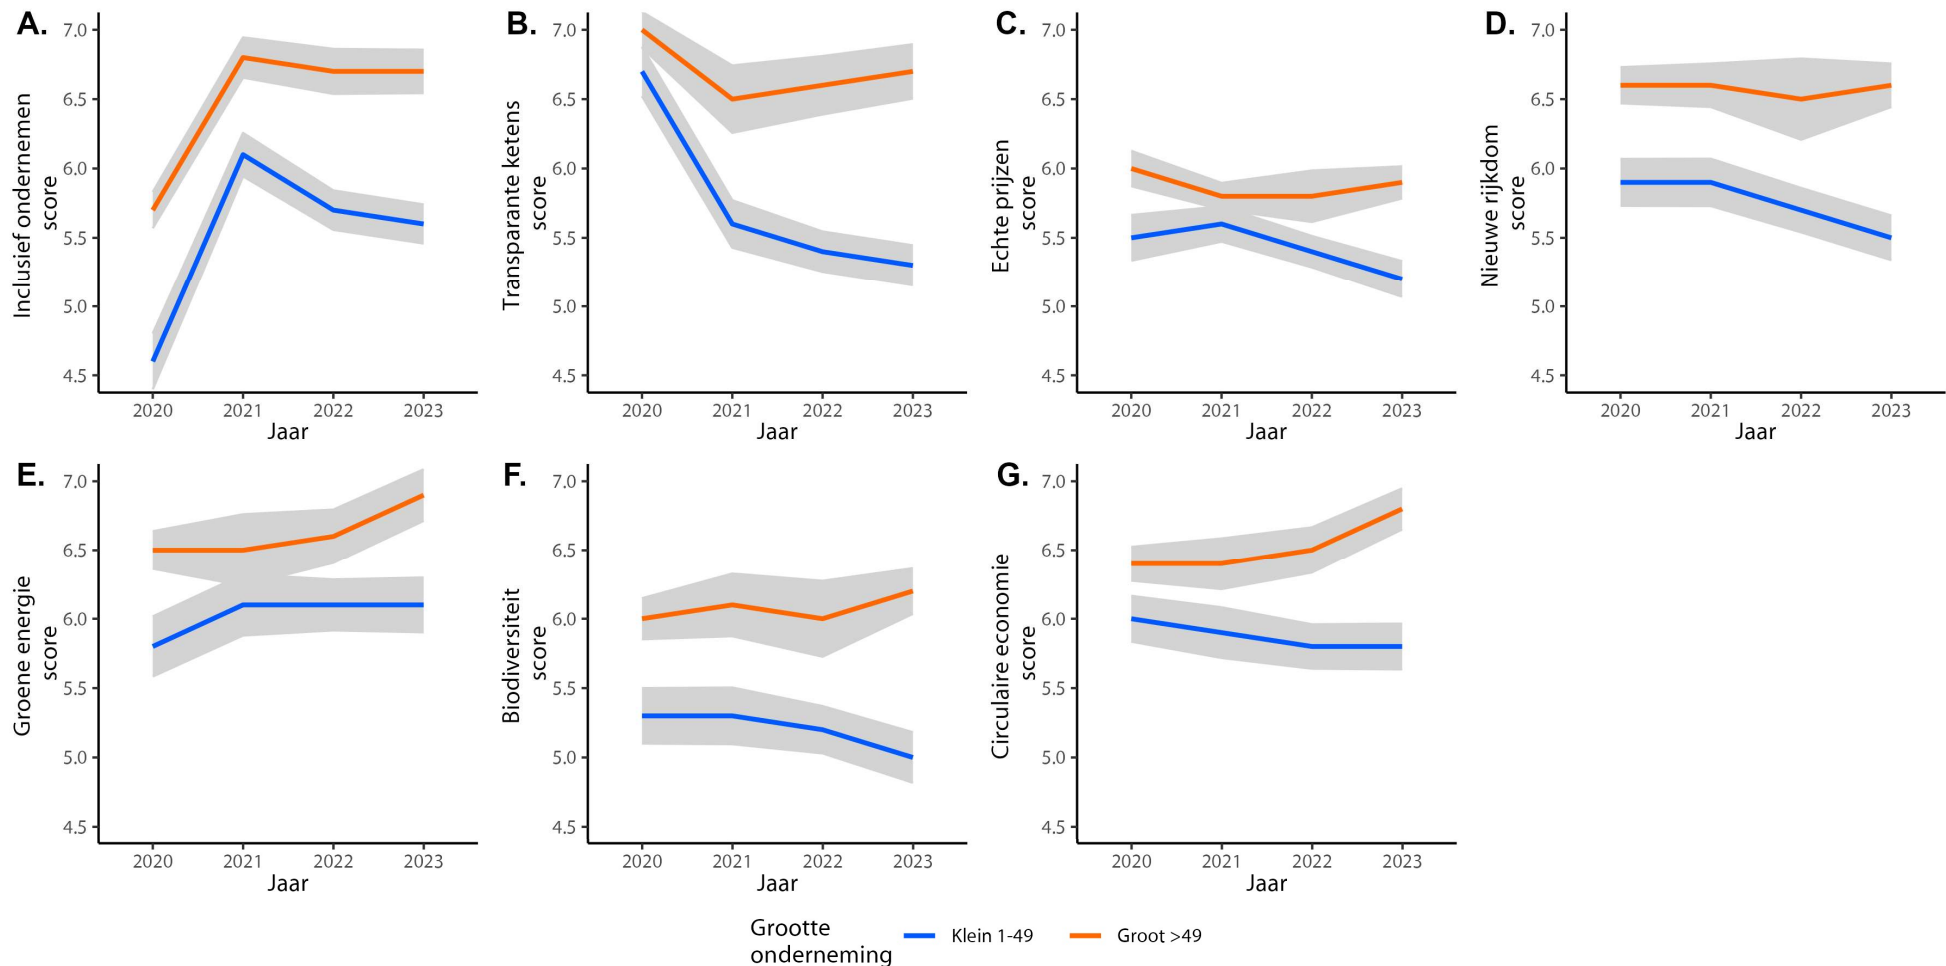 A.
Inclusief ondernemen
score
7.0
6.5
6.0
5.5
5.0
4.5
2020 2021 2022 2023
Jaar
B.
Transparante ketens
score
7.0
6.5
6.0
5.5
5.0
4.5
2020 2021 2022 2023
Jaar
C.
Echte prijzen
score
7.0
6.5
6.0
5.5
5.0
4.5
2020 2021 2022 2023
Jaar
D.
Nieuwe rijkdom
score
7.0
6.5
6.0
5.5
5.0
4.5
2020 2021 2022 2023
Jaar
E.
Groene energie
score
7.0
6.5
6.0
5.5
5.0
4.5
2020 2021 2022 2023
Jaar
F.
Biodiversiteit
score
7.0
6.5
6.0
5.5
5.0
4.5
2020 2021 2022 2023
Jaar
G.
Circulaire economie
score
7.0
6.5
6.0
5.5
5.0
4.5
2020 2021 2022 2023
Jaar
Grootte
onderneming
Klein 1-49
Groot >49